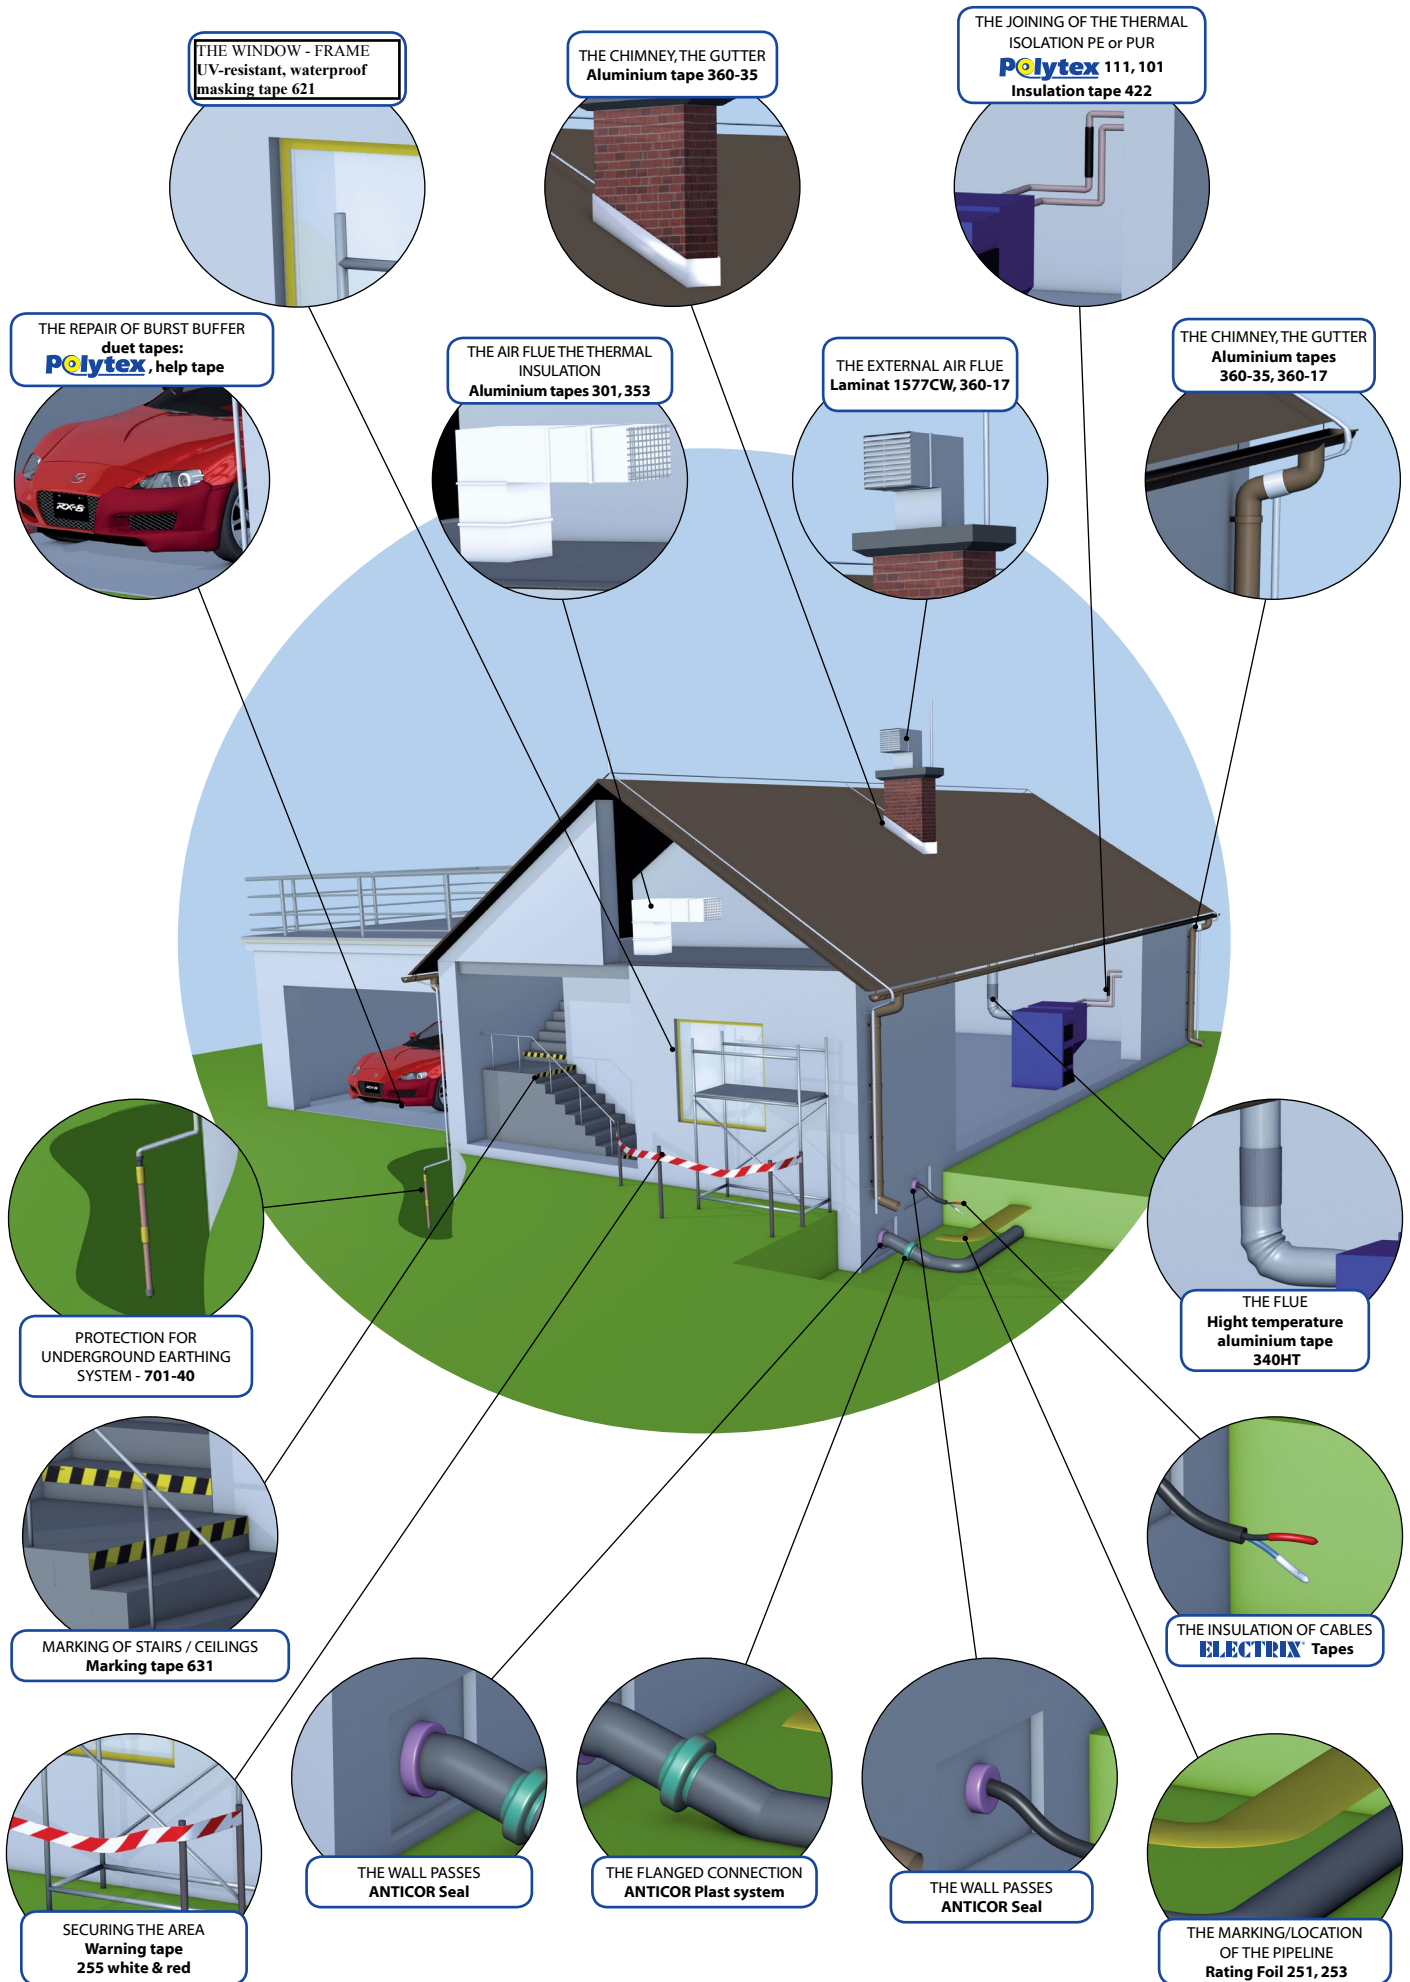 THE WINDOW - FRAME
UV-resistant, waterproof
masking tape 621
THE CHIMNEY, THE GUTTER
Aluminium tape 360-35
THE JOINING OF THE THERMAL
ISOLATION PE or PUR
Polytex 111, 101
Insulation tape 422
THE REPAIR OF BURST BUFFER
duet tapes:
Polytex, help tape
THE AIR FLUE THE THERMAL
INSULATION
Aluminium tapes 301, 353
THE EXTERNAL AIR FLUE
Laminat 1577CW, 360-17
THE CHIMNEY, THE GUTTER
Aluminium tapes
360-35, 360-17
RX-8
RX-8
PROTECTION FOR
UNDERGROUND EARTHING
SYSTEM - 701-40
THE FLUE
Hight temperature
aluminium tape
340HT
MARKING OF STAIRS / CEILINGS
Marking tape 631
THE INSULATION OF CABLES
ELECTRIX® Tapes
SECURING THE AREA
Warning tape
255 white & red
THE WALL PASSES
ANTICOR Seal
THE FLANGED CONNECTION
ANTICOR Plast system
THE WALL PASSES
ANTICOR Seal
THE MARKING/LOCATION
OF THE PIPELINE
Rating Foil 251, 253